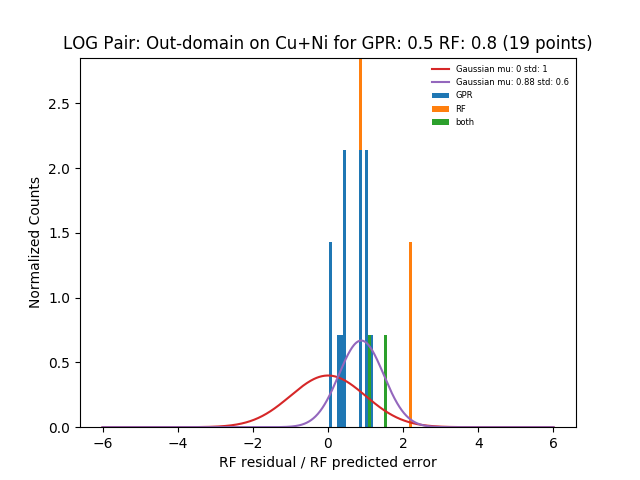 LOG Pair: Out-domain on Cu+Ni for GPR: 0.5 RF: 0.8 (19 points)
Gaussian mu: 0 std: 1
Gaussian mu: 0.88 std: 0.6
GPR
RF
both
Normalized Counts
2.5
2.0
1.5
1.0
0.5
0.0
−6 −4 −2 0 2 4 6
RF residual / RF predicted error